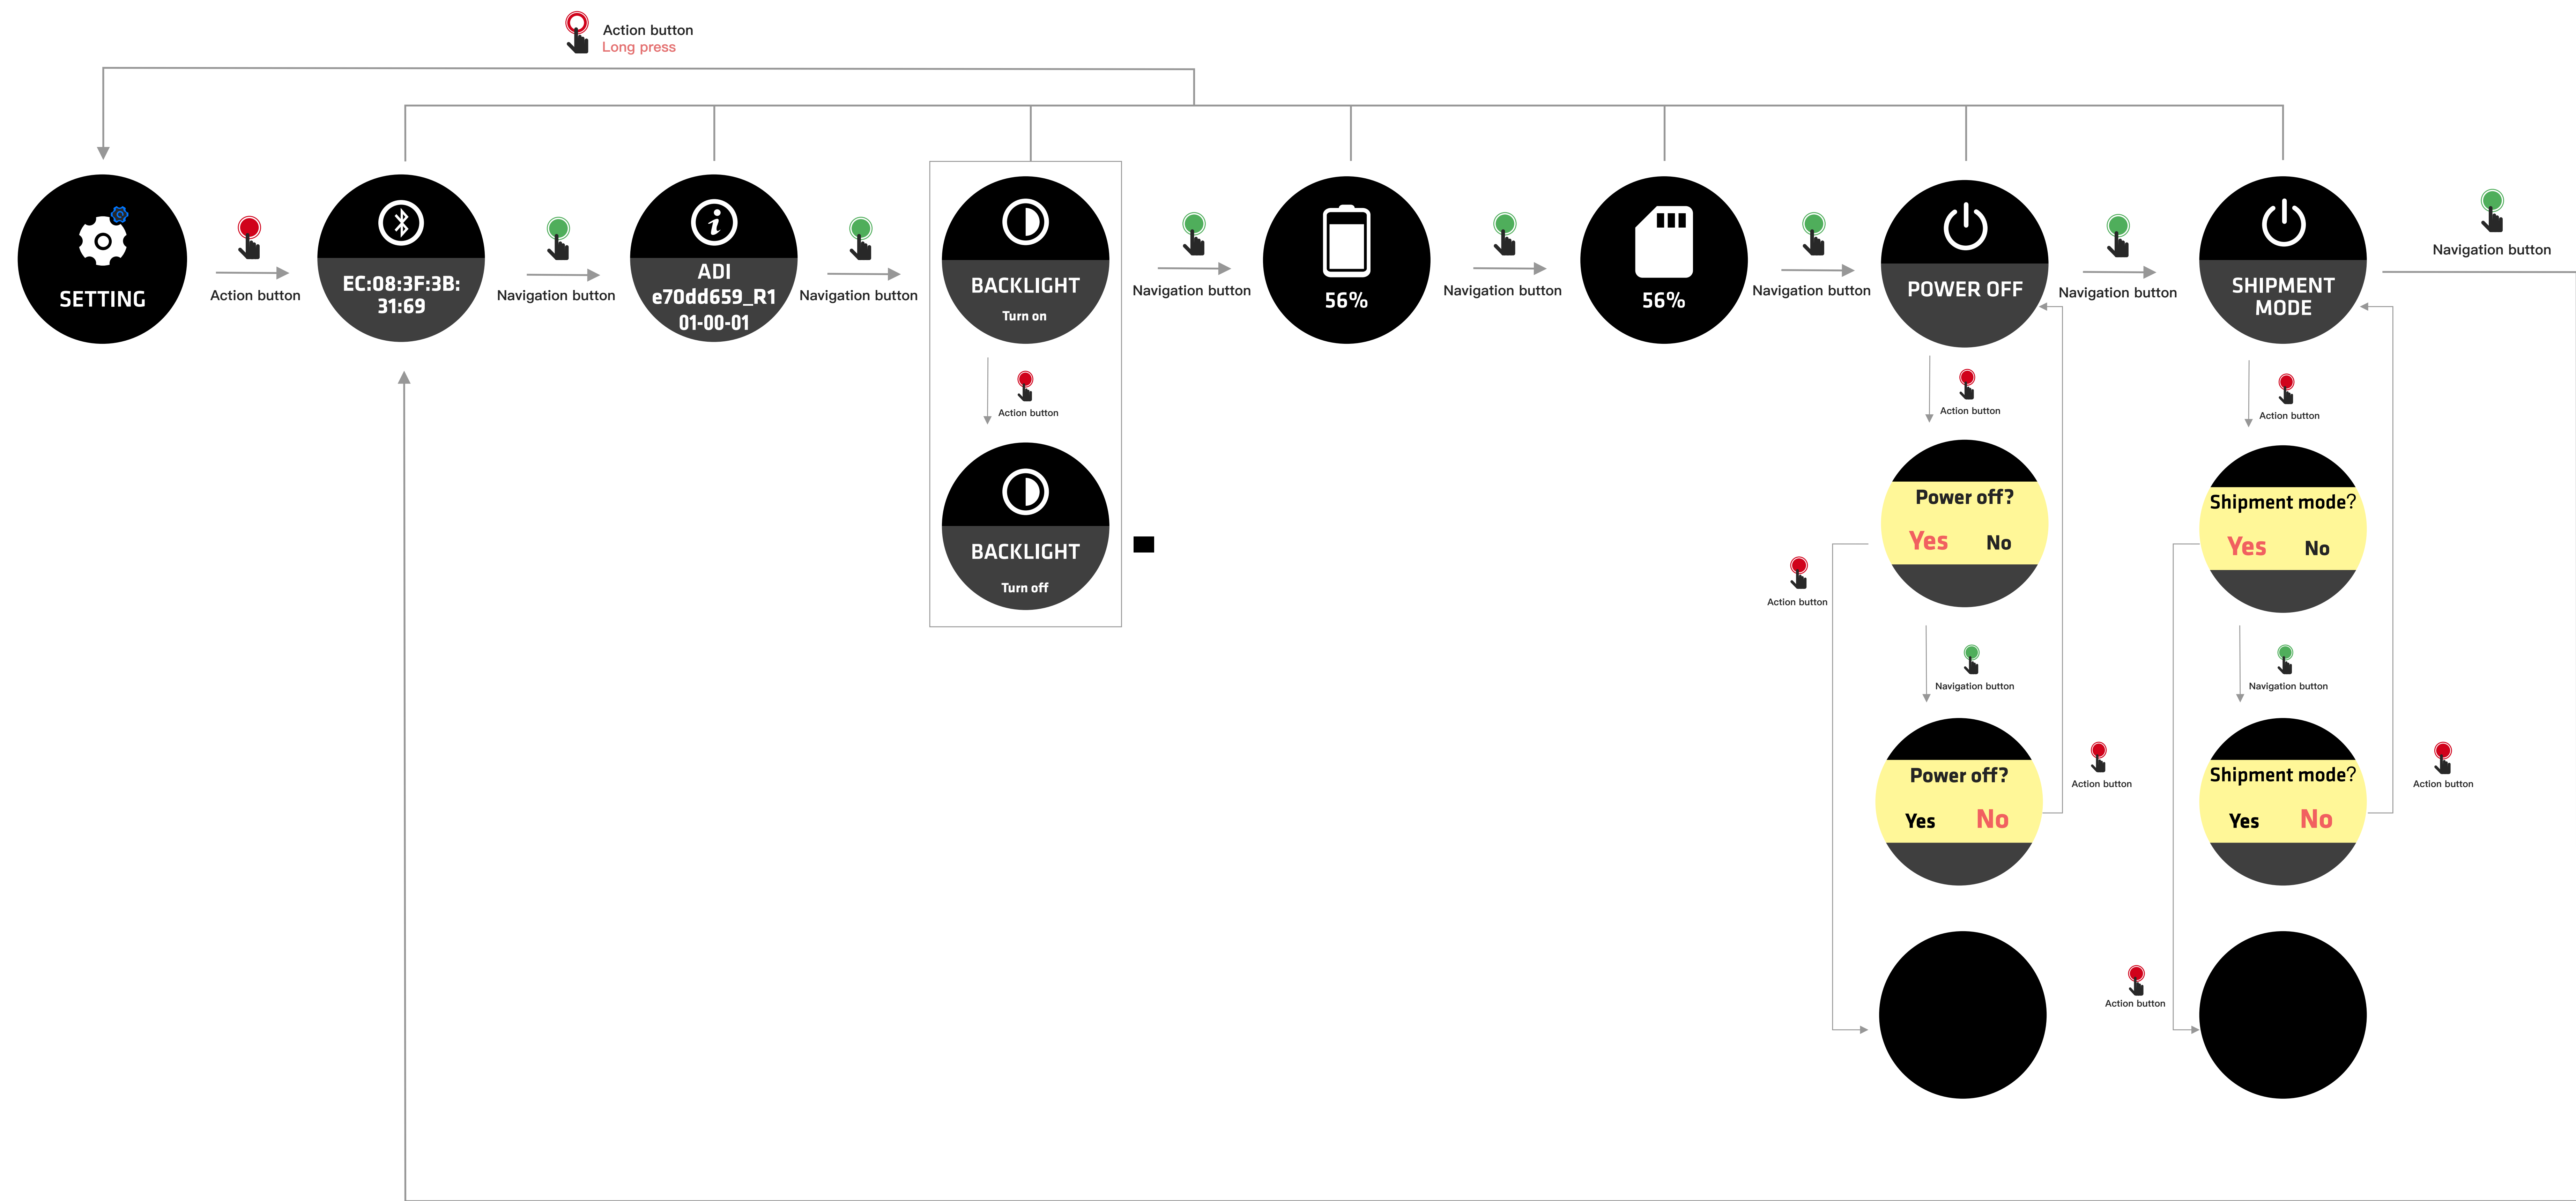 Action button
Long press
SETTING
Action button
EC:08:3F:3B:
31:69
Navigation button
ADI
e70dd659_R1
01-00-01
Navigation button
BACKLIGHT
Turn on
Action button
BACKLIGHT
Turn off
Navigation button
56%
Navigation button
56%
Navigation button
POWER OFF
Action button
Power off?
Yes No
Action button
Navigation button
Power off?
Yes No
Action button
Navigation button
SHIPMENT
MODE
Action button
Shipment mode?
Yes No
Navigation button
Shipment mode?
Yes No
Action button
Action button
Navigation button